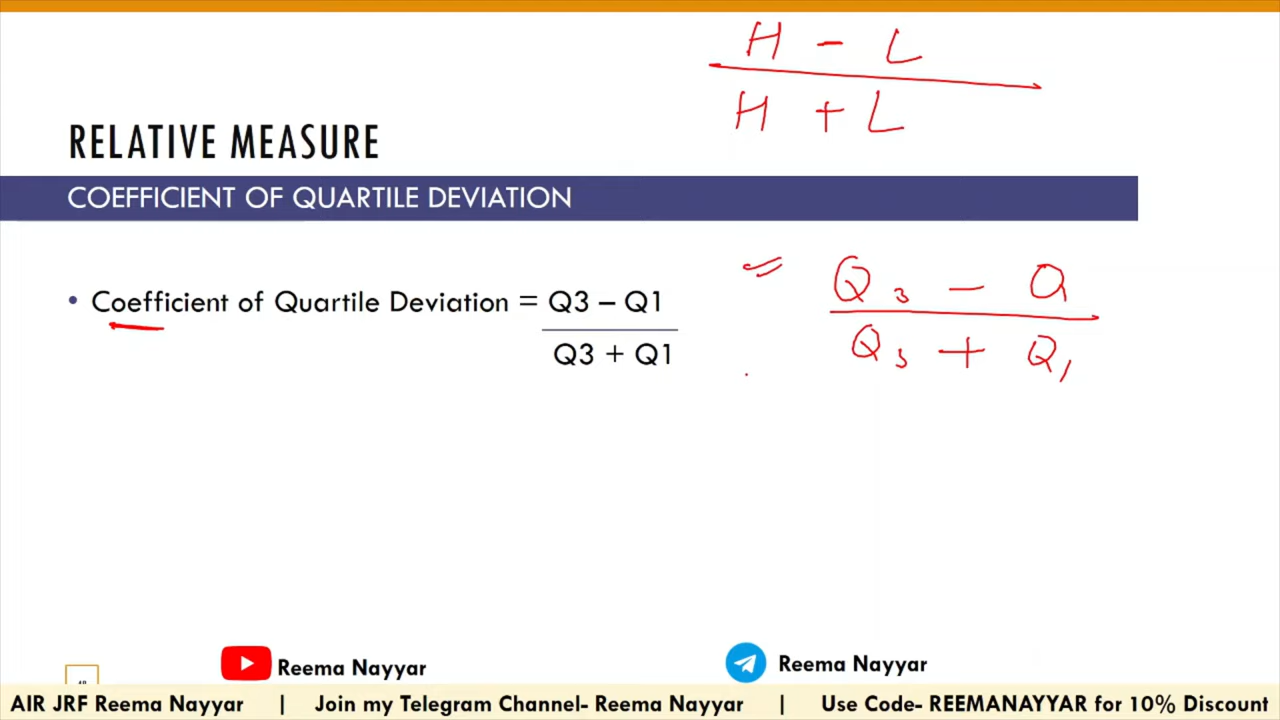 H - L
H + L
RELATIVE MEASURE
COEFFICIENT OF QUARTILE DEVIATION
• Coefficient of Quartile Deviation = Q3 – Q1
Q3 + Q1
= Q3 - Q
Q3 + Q1
Reema Nayyar
Reema Nayyar
AIR JRF Reema Nayyar | Join my Telegram Channel- Reema Nayyar | Use Code- REEMANAYYAR for 10% Discount